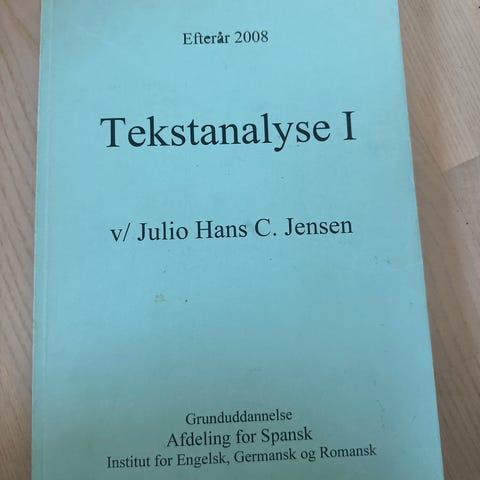 Efterår 2008
Tekstanalyse I
v/ Julio Hans C. Jensen
Grunduddannelse
Afdeling for Spansk
Institut for Engelsk, Germansk og Romansk